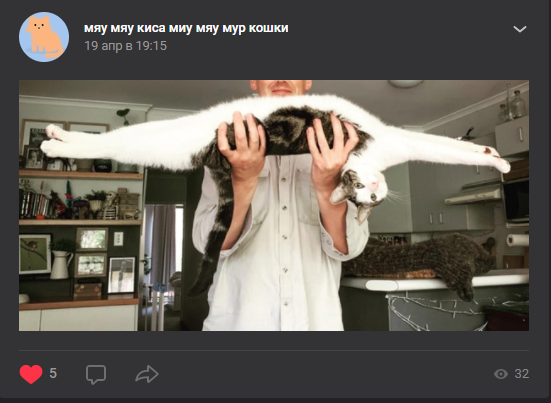 мяу мяу киса миу мяу мур кошки
19 апр в 19:15
5
32